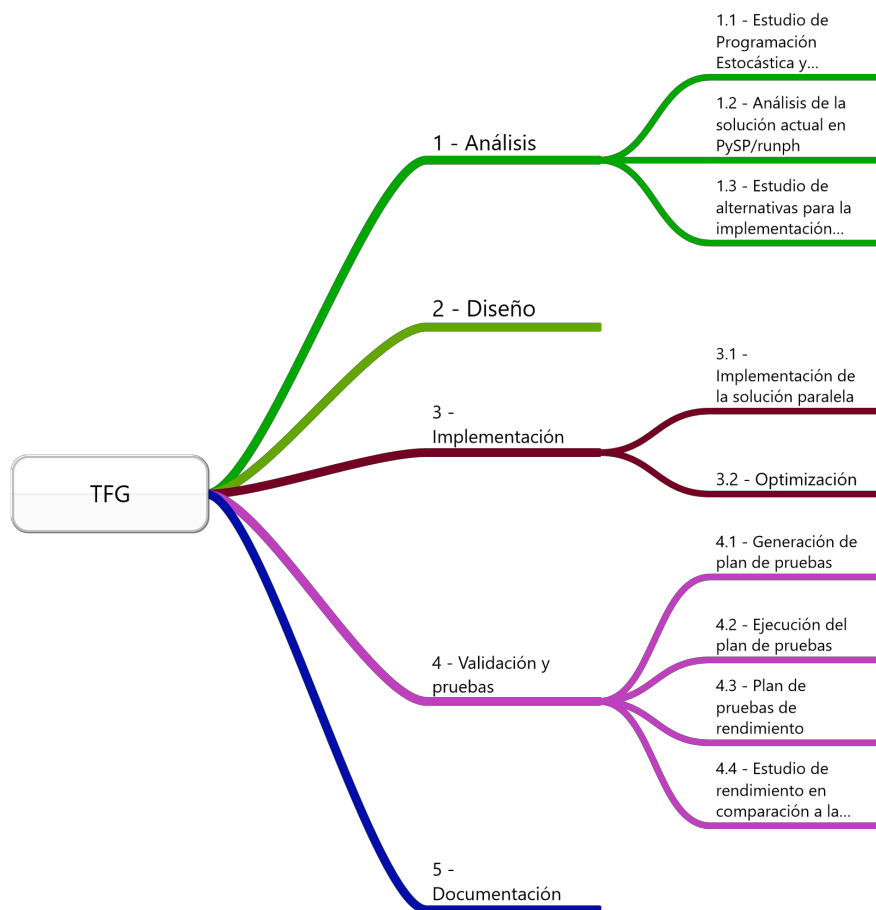 TFG
1 - Análisis
1.1 - Estudio de
Programación
Estocástica y...
1.2 - Análisis de la
solución actual en
PySP/runph
1.3 - Estudio de
alternativas para la
implementación...
2 - Diseño
3 -
Implementación
3.1 -
Implementación de
la solución paralela
3.2 - Optimización
4 - Validación y
pruebas
4.1 - Generación de
plan de pruebas
4.2 - Ejecución del
plan de pruebas
4.3 - Plan de
pruebas de
rendimiento
4.4 - Estudio de
rendimiento en
comparación a la...
5 -
Documentación